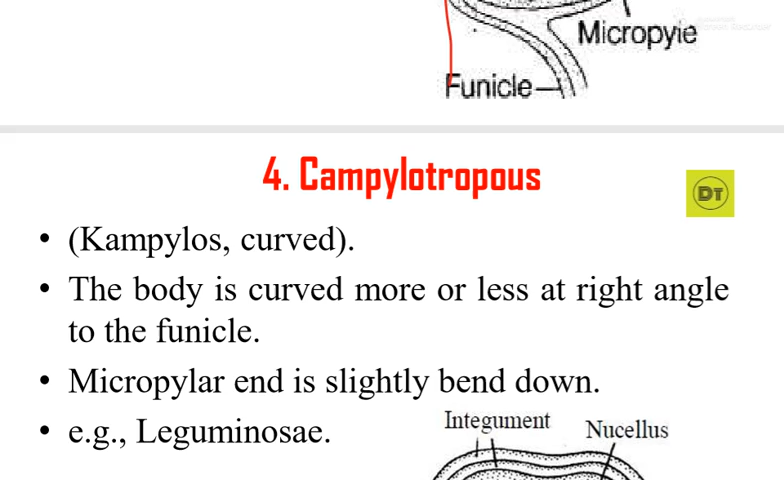 Micropyle
Funicle
4. Campylotropous
DT
• (Kampylos, curved).
• The body is curved more or less at right angle
to the funicle.
• Micropylar end is slightly bend down.
• e.g., Leguminosae.
Integument
Nucellus